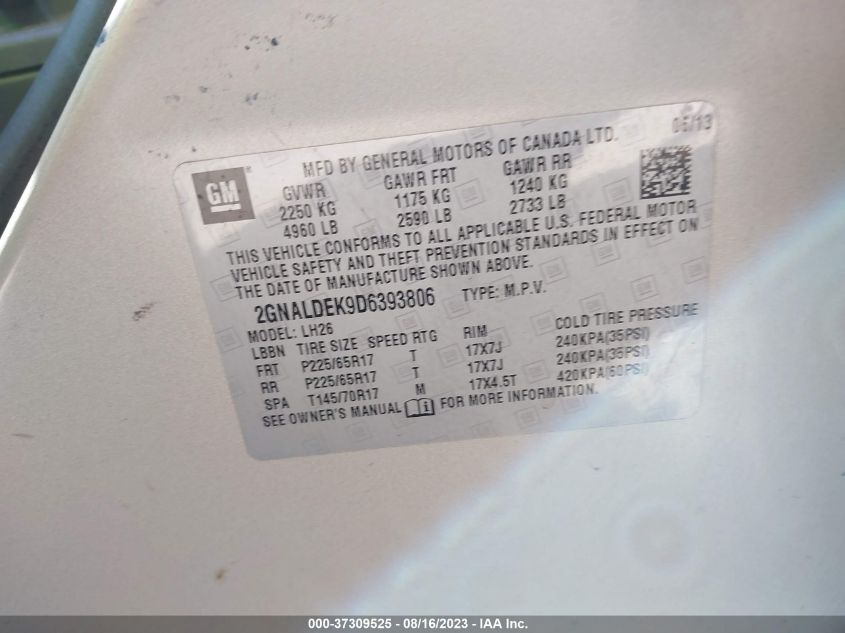 MFD BY GENERAL MOTORS OF CANADA LTD. 05/13
GM
GVWR GAWR FRT GAWR RR
2250 KG 1175 KG 1240 KG
4960 LB 2590 LB 2733 LB
THIS VEHICLE CONFORMS TO ALL APPLICABLE U.S. FEDERAL MOTOR
VEHICLE SAFETY AND THEFT PREVENTION STANDARDS IN EFFECT ON
THE DATE OF MANUFACTURE SHOWN ABOVE.
2GNALDEK9D6393806 TYPE: M.P.V.
MODEL: LH26
LBBN TIRE SIZE SPEED RTG RIM COLD TIRE PRESSURE
FRT P225/65R17 T 17X7J 240KPA(35PSI)
RR P225/65R17 T 17X7J 240KPA(35PSI)
SPA T145/70R17 M 17X4.5T 420KPA(60PSI)
SEE OWNER'S MANUAL i FOR MORE INFORMATION.
000-37309525 - 08/16/2023 - IAA Inc.